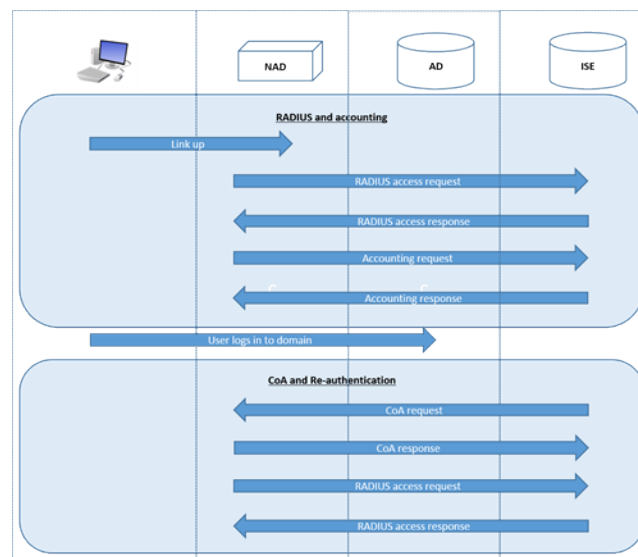 NAD
AD
ISE
RADIUS and accounting
Link up
RADIUS access request
RADIUS access response
Accounting request
C
C
Accounting response
User logs in to domain
CoA and Re-authentication
CoA request
CoA response
RADIUS access request
RADIUS access response